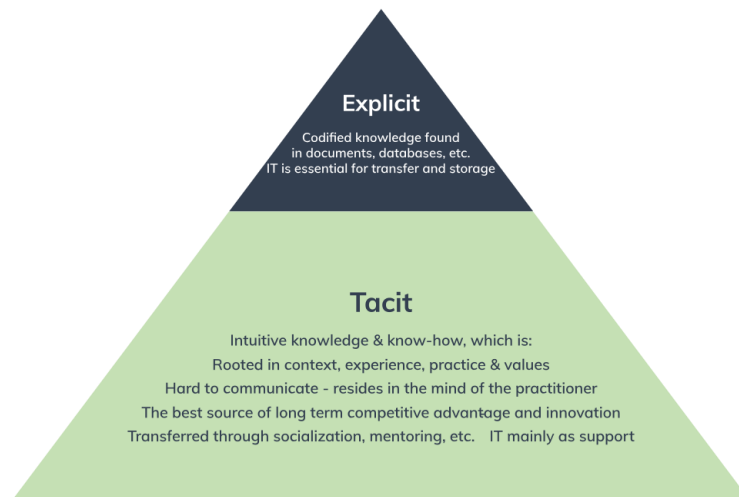 Explicit
Codified knowledge found
in documents, databases, etc.
IT is essential for transfer and storage
Tacit
Intuitive knowledge & know-how, which is:
Rooted in context, experience, practice & values
Hard to communicate - resides in the mind of the practitioner
The best source of long term competitive advantage and innovation
Transferred through socialization, mentoring, etc. IT mainly as support